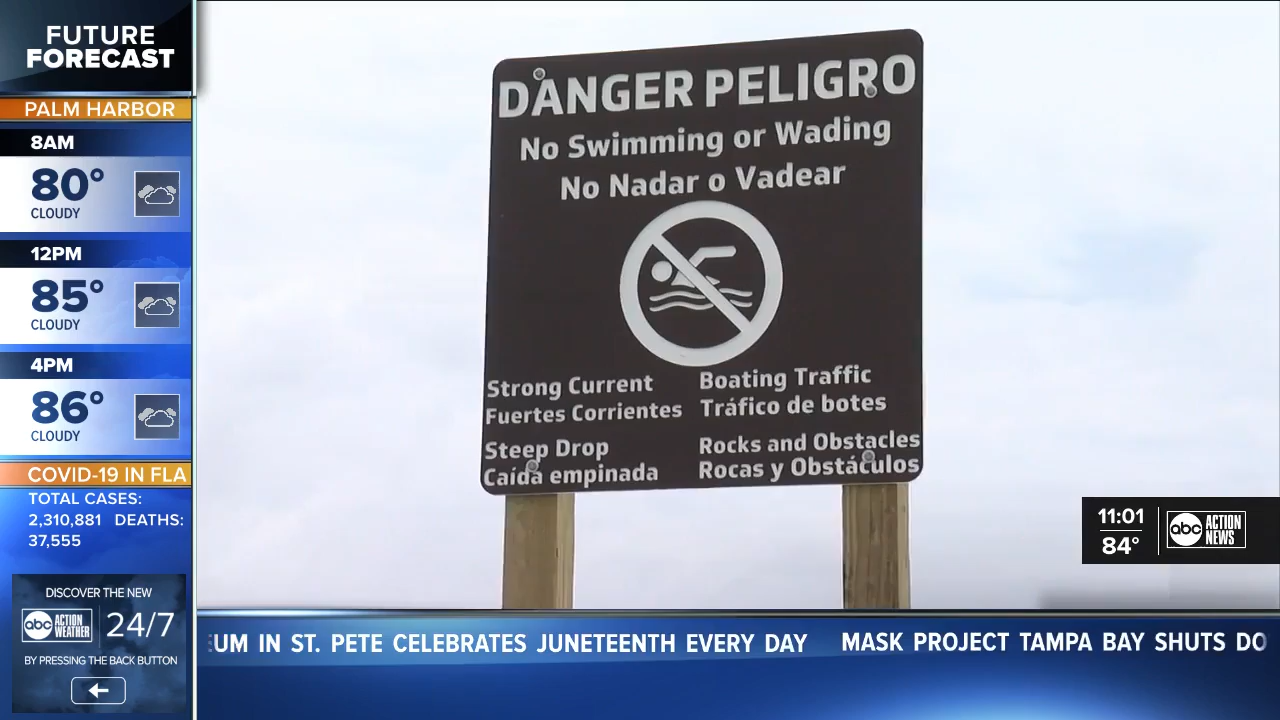 FUTURE
FORECAST
PALM HARBOR
8AM
80°
CLOUDY
12PM
85°
CLOUDY
4PM
86°
CLOUDY
COVID-19 IN FLA
TOTAL CASES:
2,310,881 DEATHS:
37,555
DISCOVER THE NEW
abc ACTION WEATHER 24/7
BY PRESSING THE BACK BUTTON
DANGER PELIGRO
No Swimming or Wading
No Nadar o Vadear
Strong Current
Fuertes Corrientes
Boating Traffic
Tráfico de botes
Steep Drop
Caída empinada
Rocks and Obstacles
Rocas y Obstáculos
11:01
84°
abc ACTION NEWS
UM IN ST. PETE CELEBRATES JUNETEENTH EVERY DAY MASK PROJECT TAMPA BAY SHUTS DO